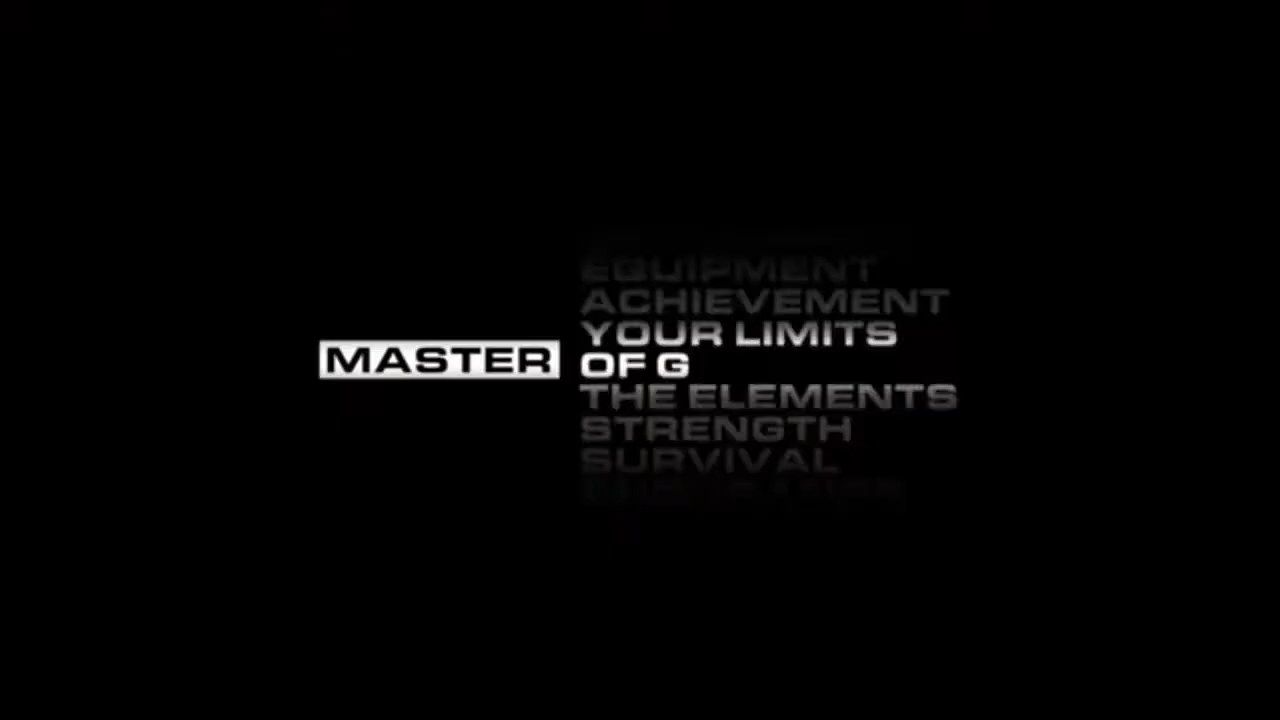 EQUIPMENT
ACHIEVEMENT
YOUR LIMITS
MASTER
OF G
THE ELEMENTS
STRENGTH
SURVIVAL